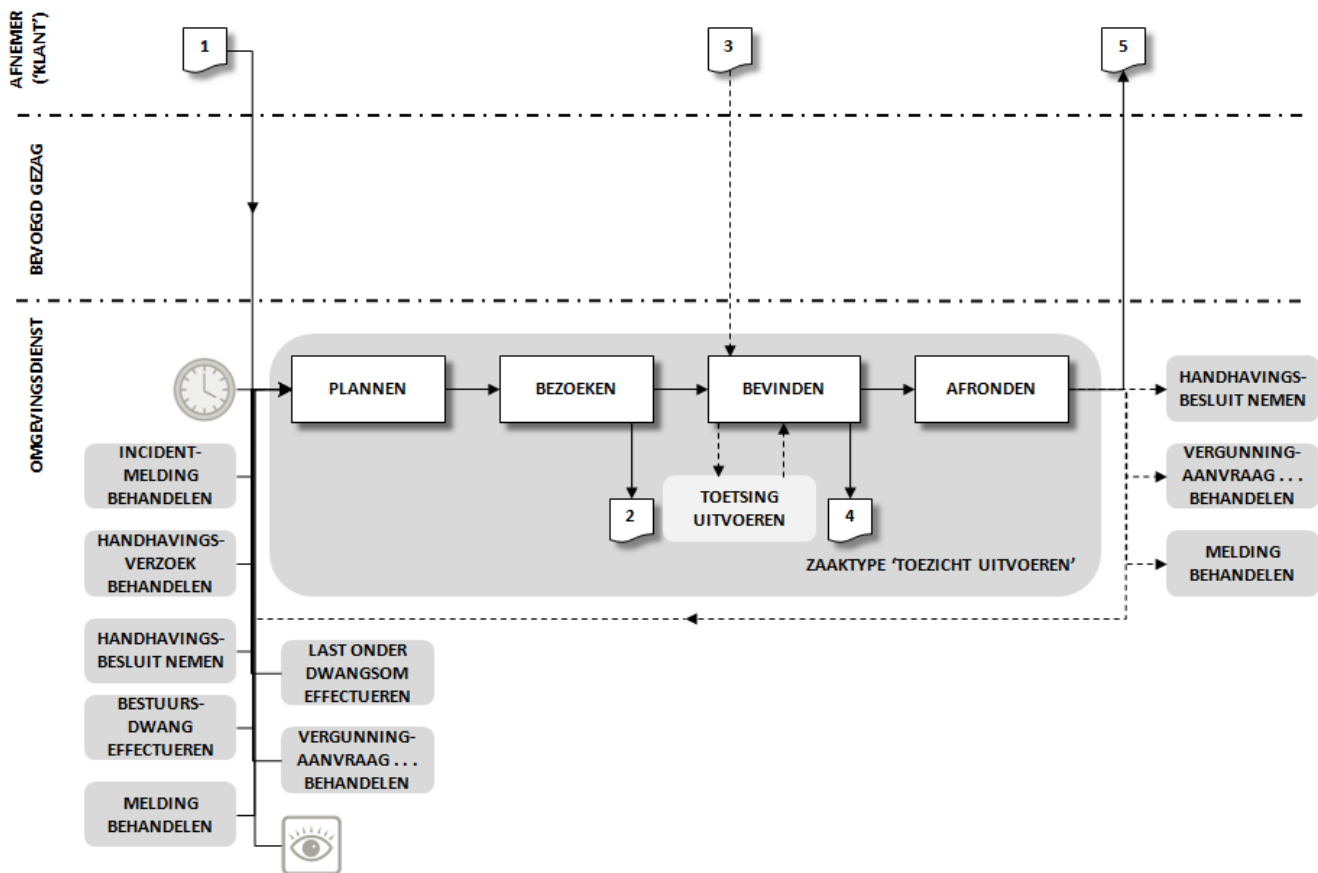 AFNEMER
('KLANT')
1
3
5
BEVOEGD GEZAG
OMGEVINGSDIENST
PLANNEN
BEZOEKEN
BEVINDEN
AFRONDEN
HANDHAVINGS-
BESLUIT NEMEN
INCIDENT-
MELDING
BEHANDELEN
VERGUNNING-
AANVRAAG . . .
BEHANDELEN
2
TOETSING
UITVOEREN
4
HANDHAVINGS-
VERZOEK
BEHANDELEN
ZAAKTYPE ‘TOEZICHT UITVOEREN’
MELDING
BEHANDELEN
HANDHAVINGS-
BESLUIT NEMEN
LAST ONDER
DWANGSOM
EFFECTUEREN
BESTUURS-
DWANG
EFFECTUEREN
VERGUNNING-
AANVRAAG . . .
BEHANDELEN
MELDING
BEHANDELEN